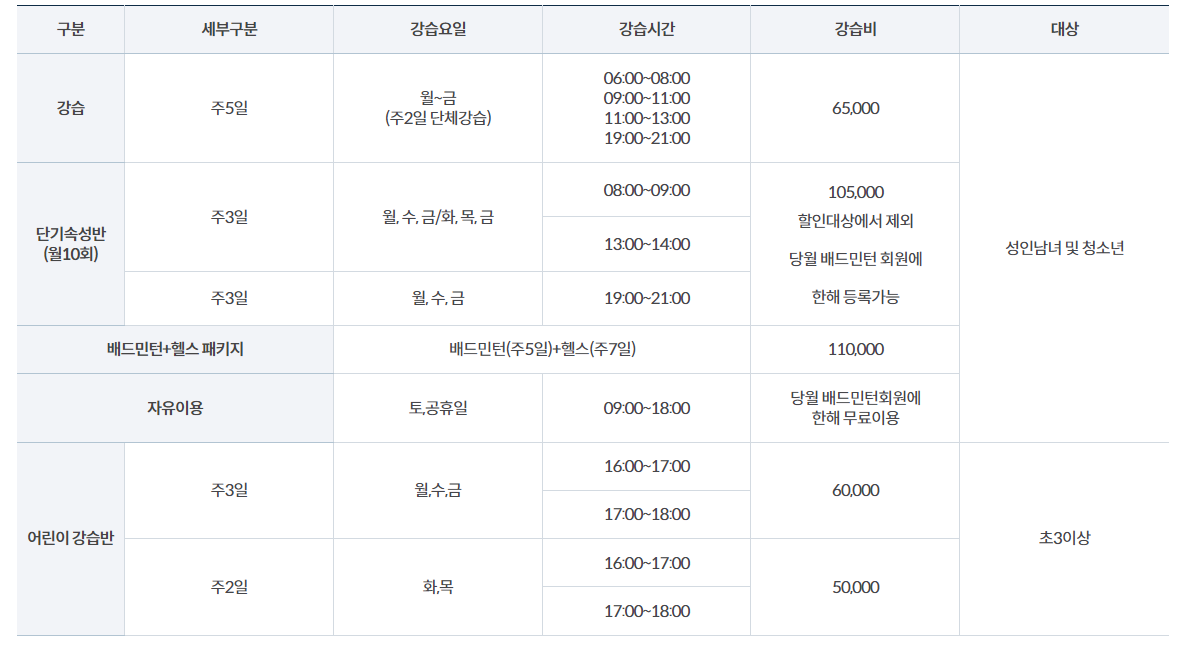 구분 세부구분 강습요일 강습시간 강습비 대상
강습 주5일 월~금 (주2일 단체강습) 06:00~08:00 65,000 성인남녀 및 청소년
09:00~11:00
11:00~13:00
19:00~21:00
단기속성반
(월10회)
주3일 월, 수, 금/화, 목, 금 08:00~09:00
13:00~14:00
105,000
할인대상에서 제외
당월 배드민턴 회원에
한해 등록가능
주3일 월, 수, 금 19:00~21:00
배드민턴+헬스 패키지 배드민턴(주5일)+헬스(주7일) 110,000
자유이용 토,공휴일 09:00~18:00 당월 배드민턴회원에
한해 무료이용
어린이 강습반 주3일 월,수,금 16:00~17:00 60,000 초3이상
17:00~18:00
주2일 화,목 16:00~17:00 50,000
17:00~18:00